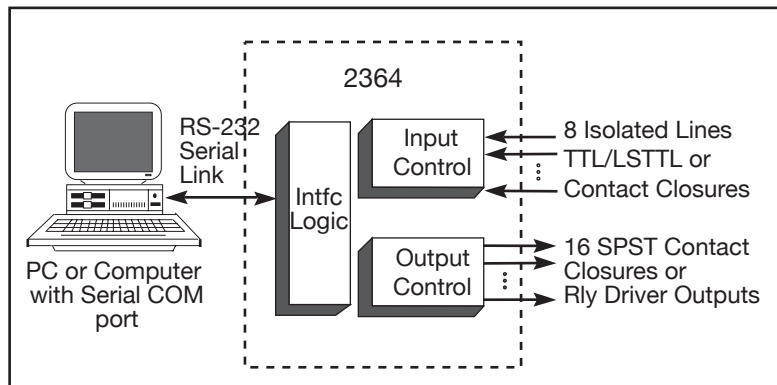 2364
RS-232
Serial
Link
Intfc
Logic
Input
Control
8 Isolated Lines
TTL/LSTTL or
Contact Closures
Output
Control
16 SPST Contact
Closures or
Rly Driver Outputs
PC or Computer
with Serial COM
port